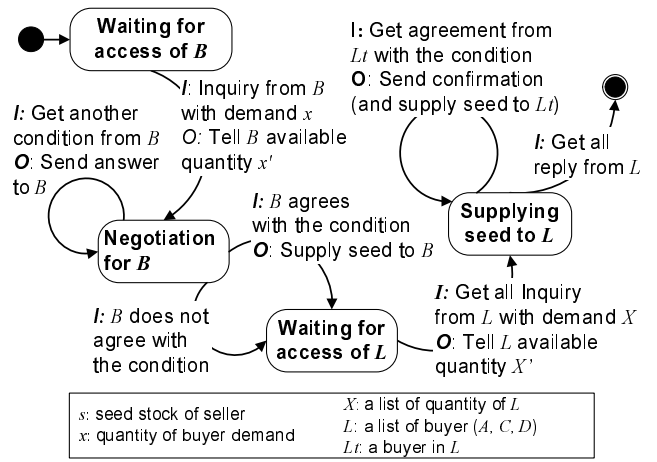 Waiting for
access of B
I: Inquiry from B
with demand x
O: Tell B available
quantity x'
I: Get another
condition from B
O: Send answer
to B
Negotiation
for B
I: B agrees
with the condition
O: Supply seed to B
I: B does not
agree with
the condition
Waiting for
access of L
I: Get all Inquiry
from L with demand X
O: Tell L available
quantity X'
Supplying
seed to L
I: Get agreement from
Lt with the condition
O: Send confirmation
(and supply seed to Lt)
I: Get all
reply from L
s: seed stock of seller
x: quantity of buyer demand
X: a list of quantity of L
L: a list of buyer (A, C, D)
Lt: a buyer in L